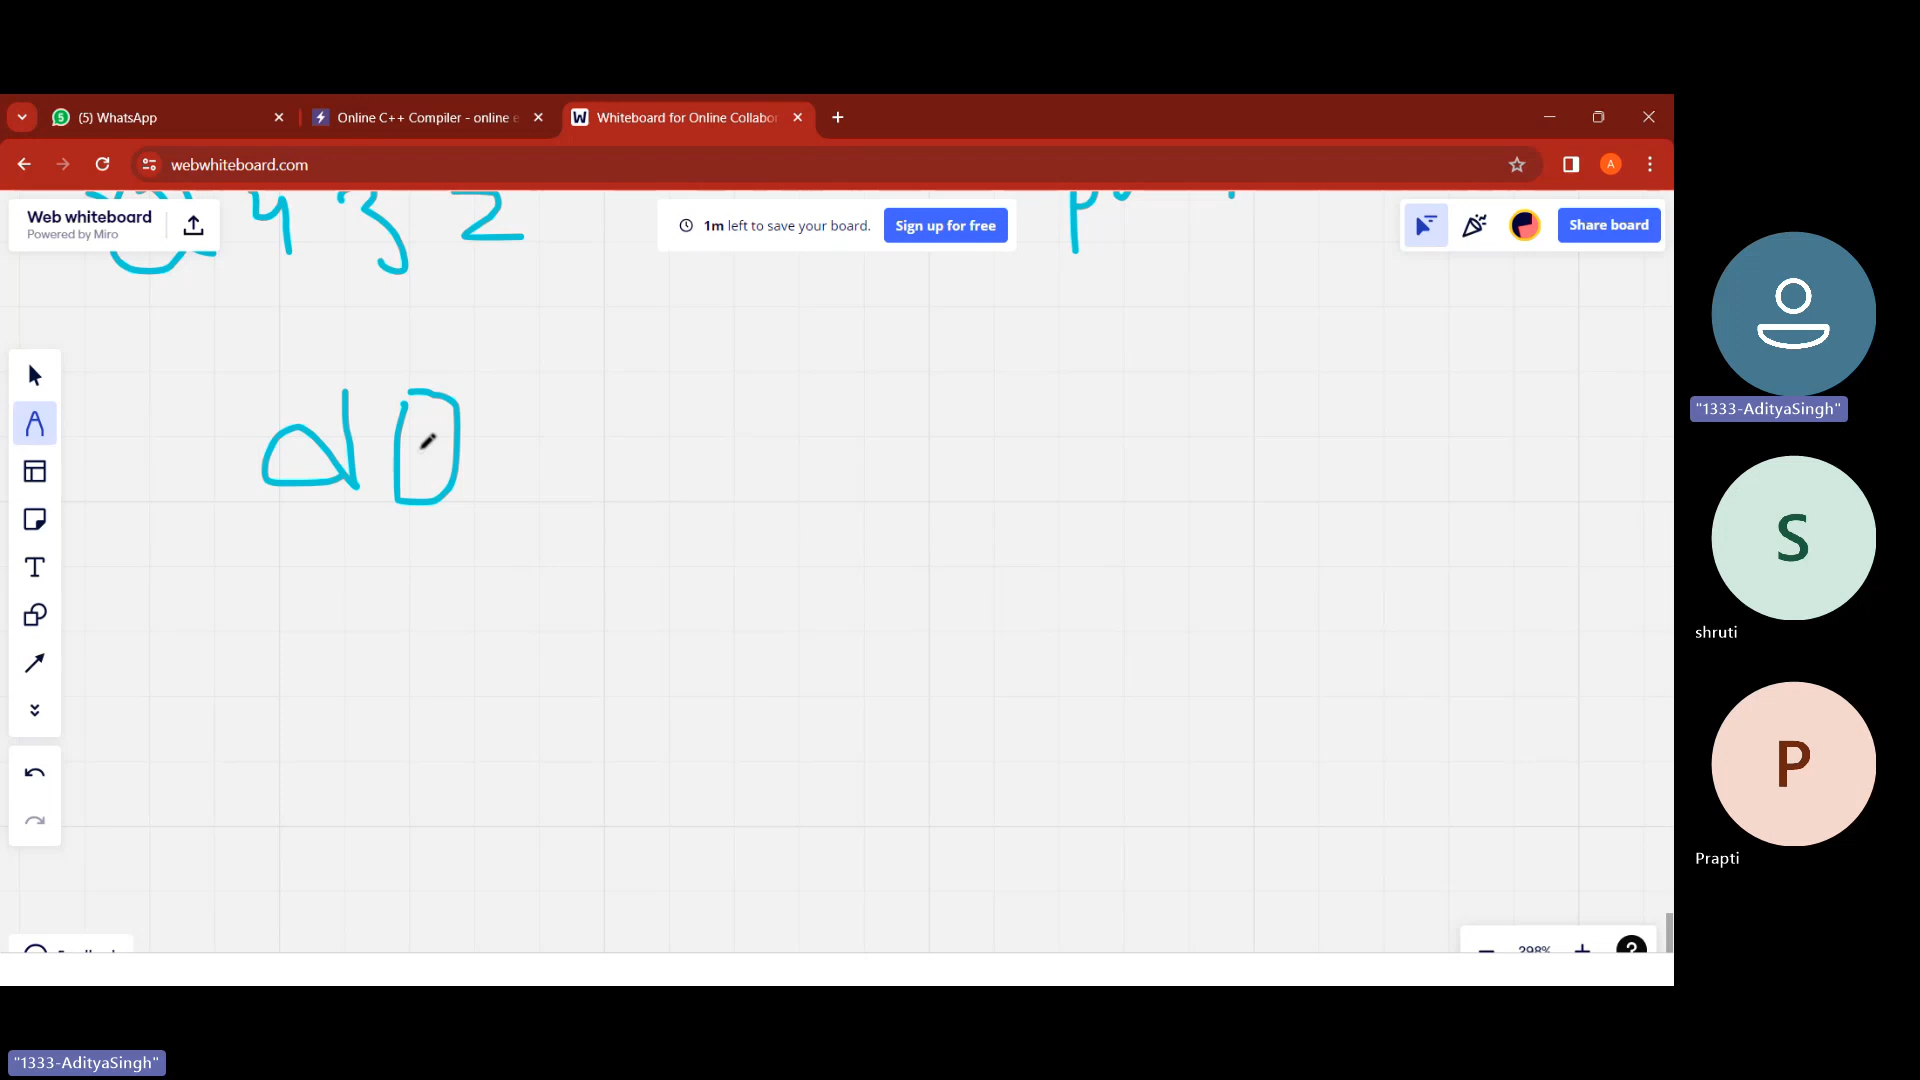 (5) WhatsApp
Online C++ Compiler - online e
Whiteboard for Online Collabor
webwhiteboard.com
A
4 3 2
Web whiteboard
Powered by Miro
1m left to save your board.
Sign up for free
Share board
"1333-AdityaSingh"
S
shruti
P
Prapti
298%
"1333-AdityaSingh"